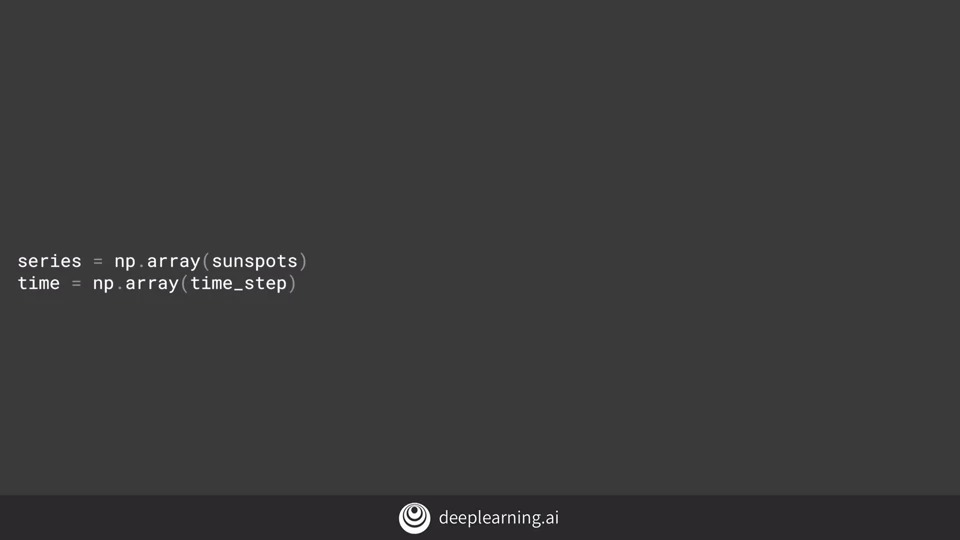 series = np.array(sunspots)
time = np.array(time_step)
deeplearning.ai